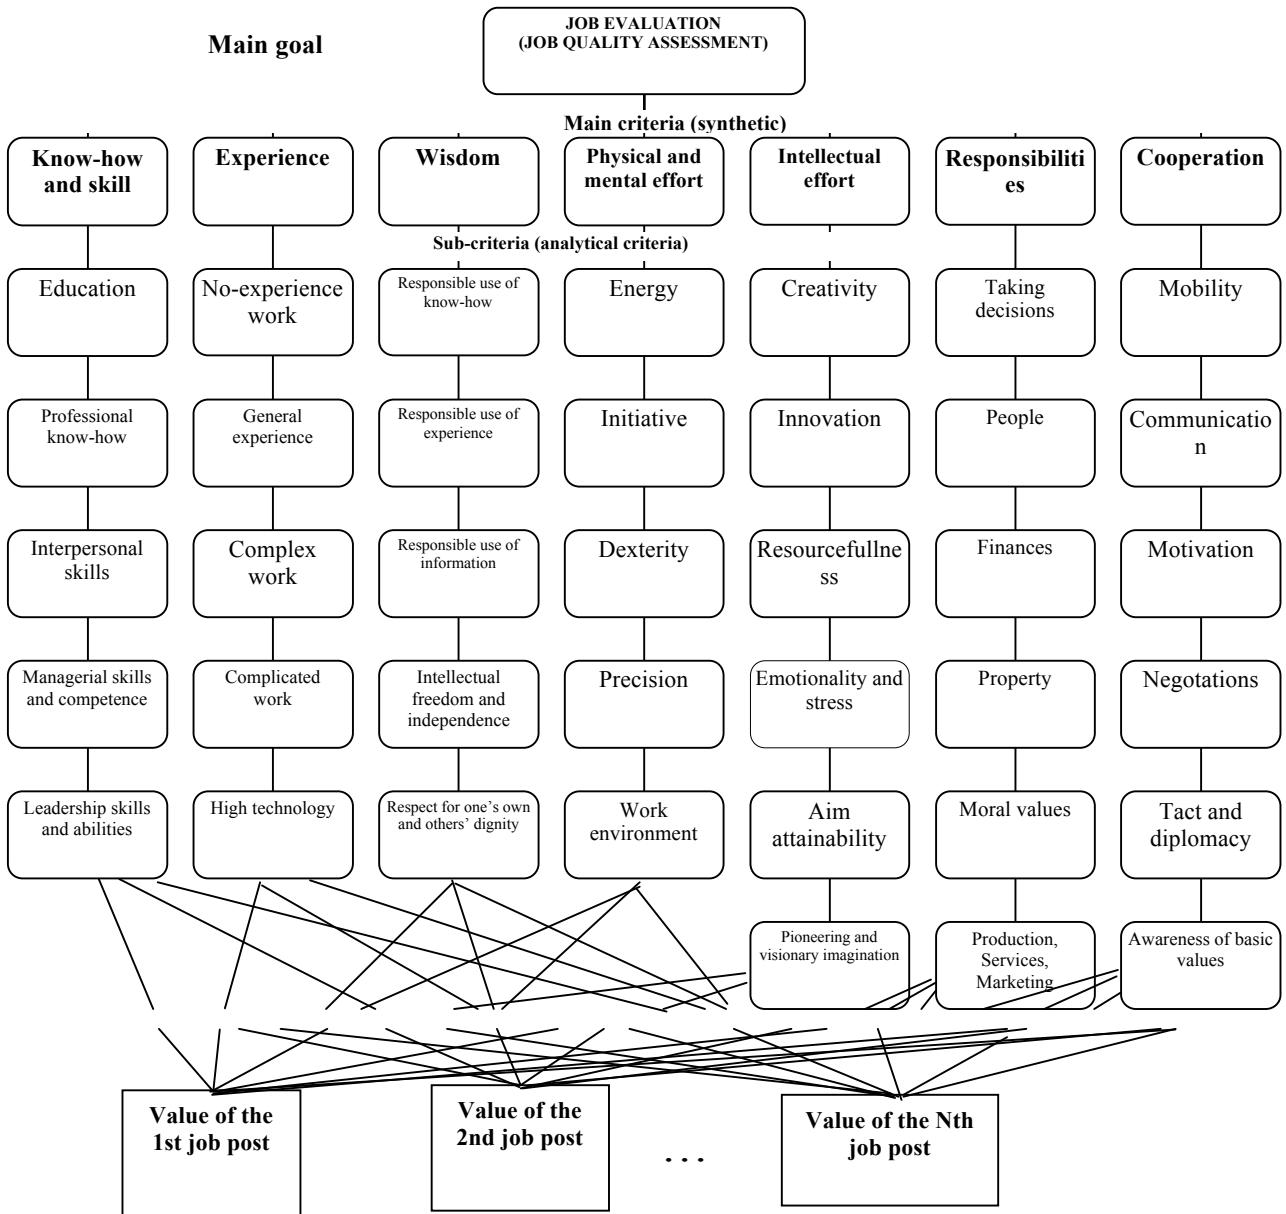 JOB EVALUATION
(JOB QUALITY ASSESSMENT)
Main goal
Main criteria (synthetic)
Know-how
and skill
Experience
Wisdom
Physical and
mental effort
Intellectual
effort
Responsibiliti
es
Cooperation
Sub-criteria (analytical criteria)
Education
No-experience
work
Responsible use of
know-how
Energy
Creativity
Taking
decisions
Mobility
Professional
know-how
General
experience
Responsible use of
experience
Initiative
Innovation
People
Communicatio
n
Interpersonal
skills
Complex
work
Responsible use of
information
Dexterity
Resourcefullne
ss
Finances
Motivation
Managerial skills
and competence
Complicated
work
Intellectual
freedom and
independence
Precision
Emotionality and
stress
Property
Negotations
Leadership skills
and abilities
High technology
Respect for one’s own
and others’ dignity
Work
environment
Aim
attainability
Moral values
Tact and
diplomacy
Pioneering and
visionary imagination
Production,
Services,
Marketing
Awareness of basic
values
Value of the
1st job post
Value of the
2nd job post
. . .
Value of the Nth
job post